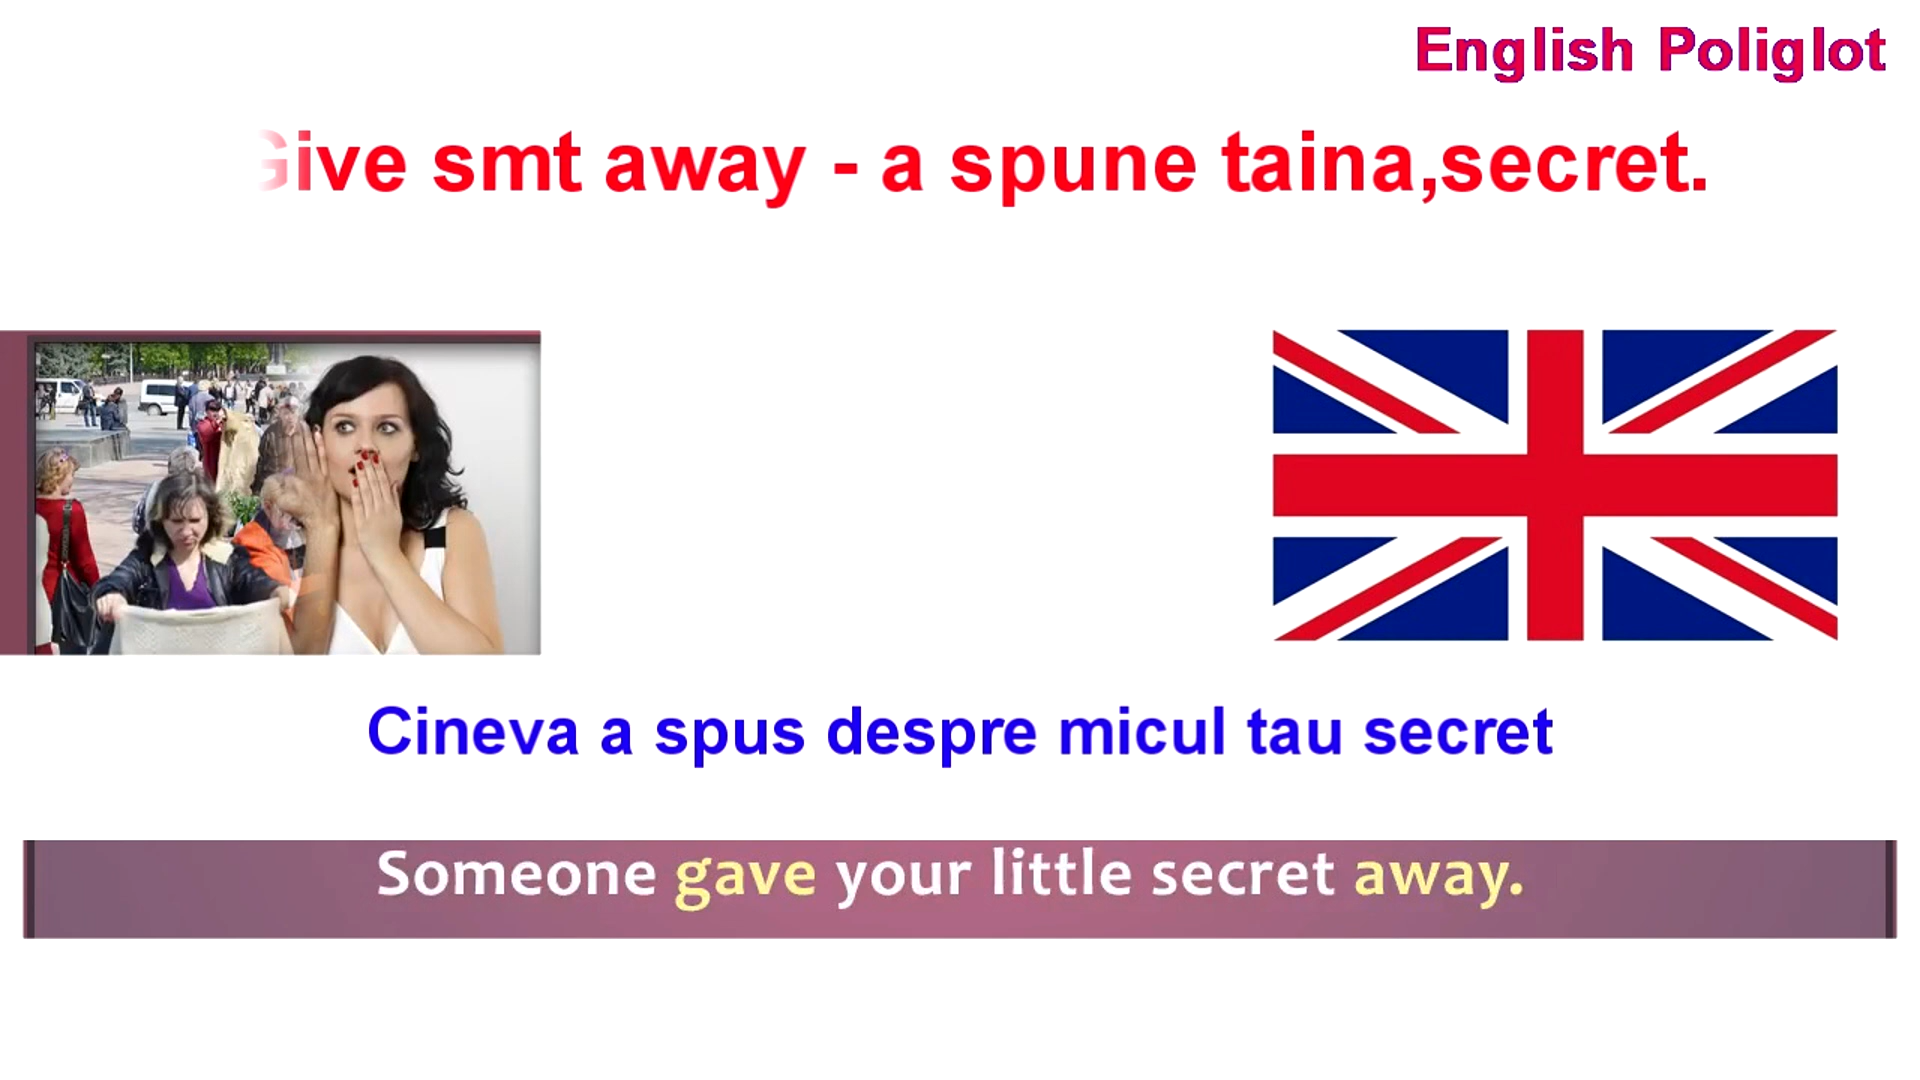 English Poliglot
Give smt away - a spune taina,secret.
Cineva a spus despre micul tau secret
Someone gave your little secret away.